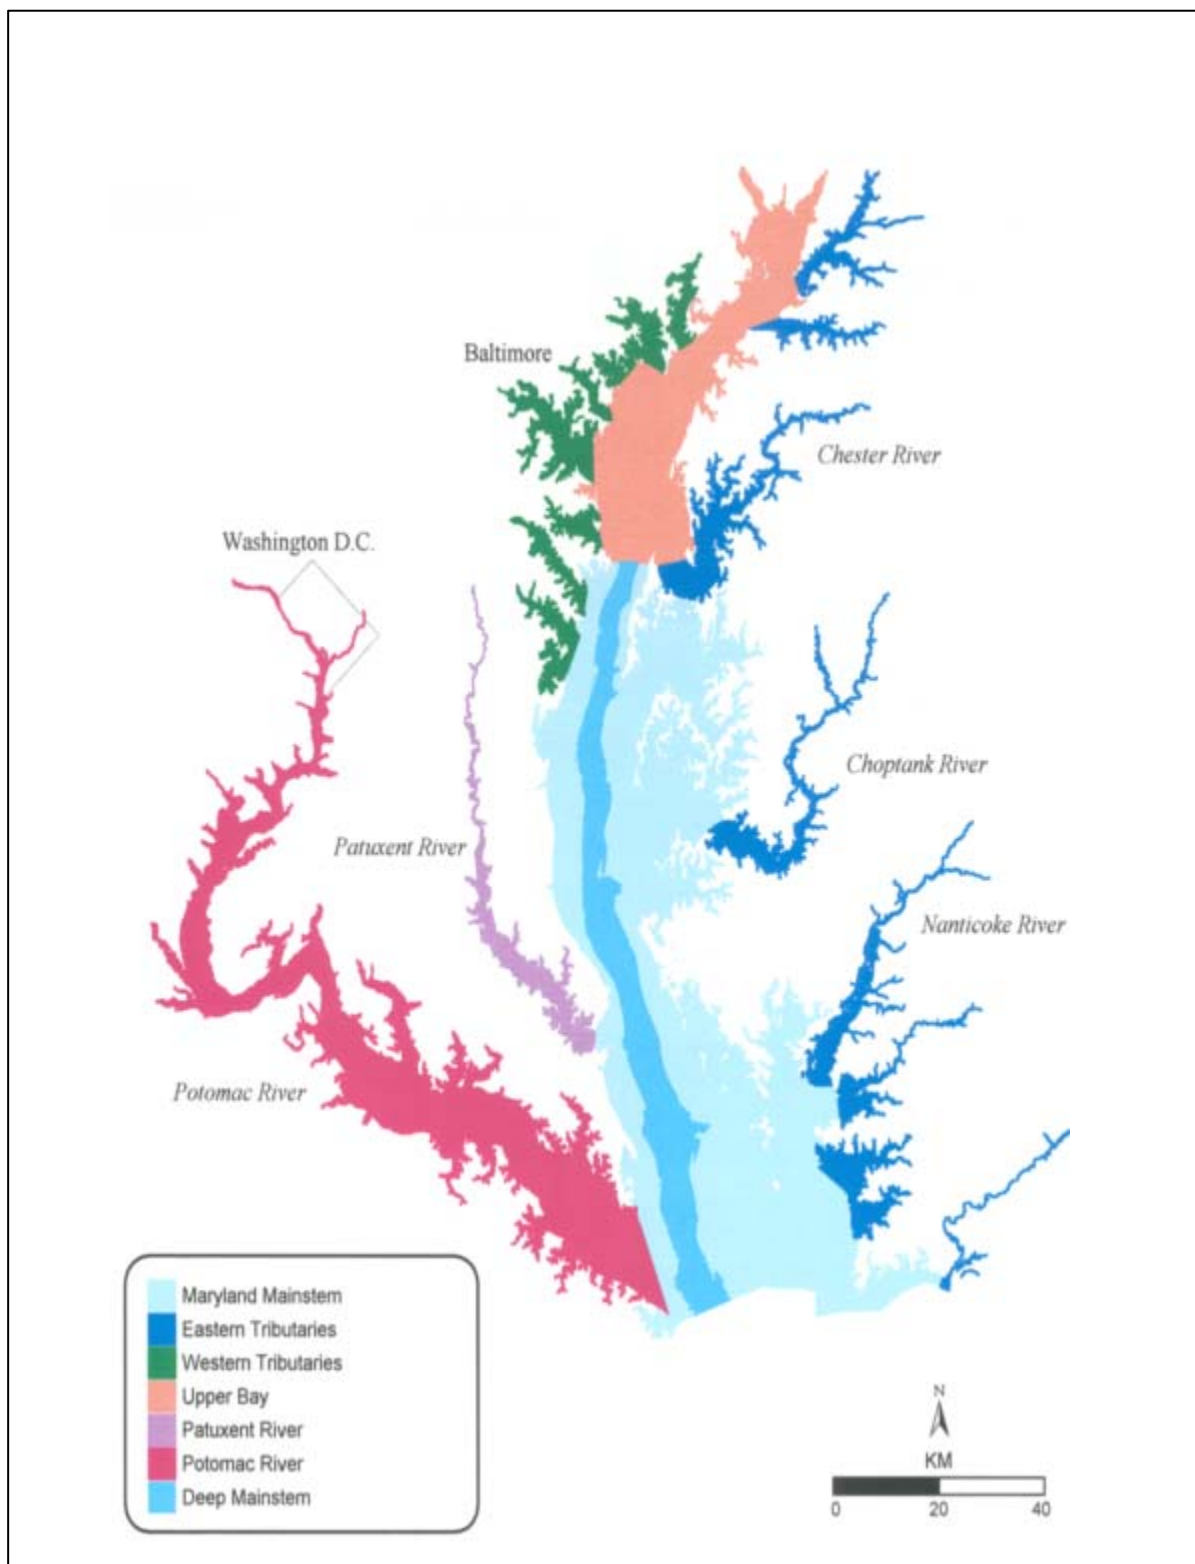 Baltimore
Chester River
Washington D.C.
Choptank River
Patuxent River
Nanticoke River
Potomac River
Maryland Mainstem
Eastern Tributaries
Western Tributaries
Upper Bay
Patuxent River
Potomac River
Deep Mainstem
N
KM
0 20 40